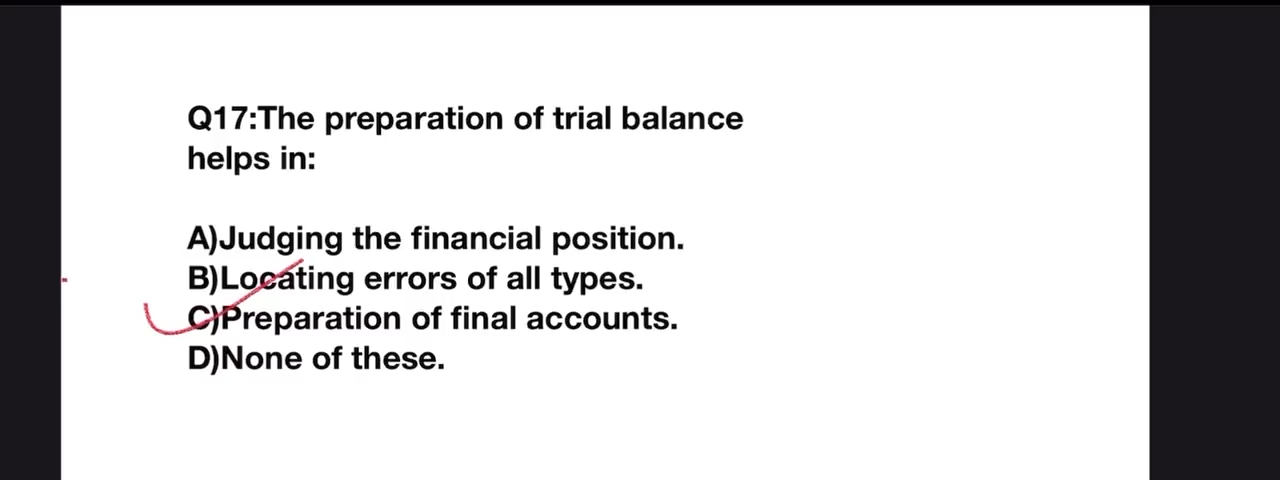 Q17:The preparation of trial balance
helps in:
A)Judging the financial position.
B)Locating errors of all types.
C)Preparation of final accounts.
D)None of these.